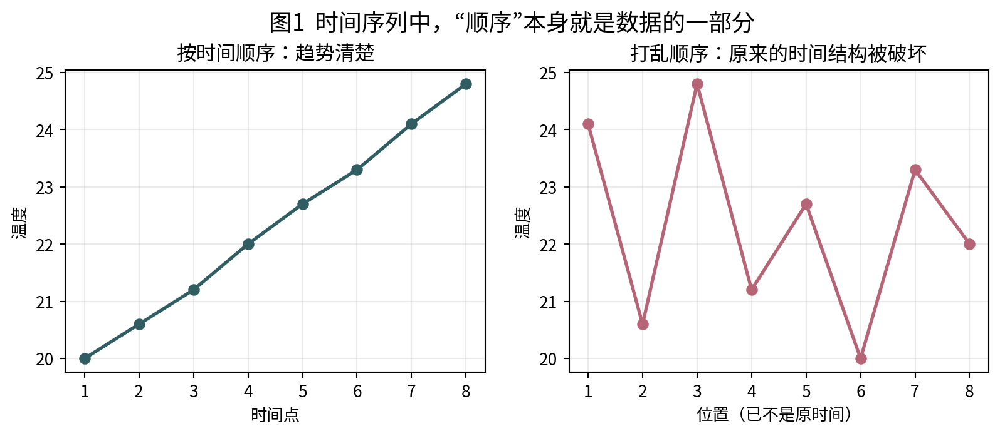 图1 时间序列中，“顺序”本身就是数据的一部分
按时间顺序：趋势清楚
25
24
23
22
21
20
温度
1 2 3 4 5 6 7 8
时间点
打乱顺序：原来的时间结构被破坏
25
24
23
22
21
20
温度
1 2 3 4 5 6 7 8
位置（已不是原时间）